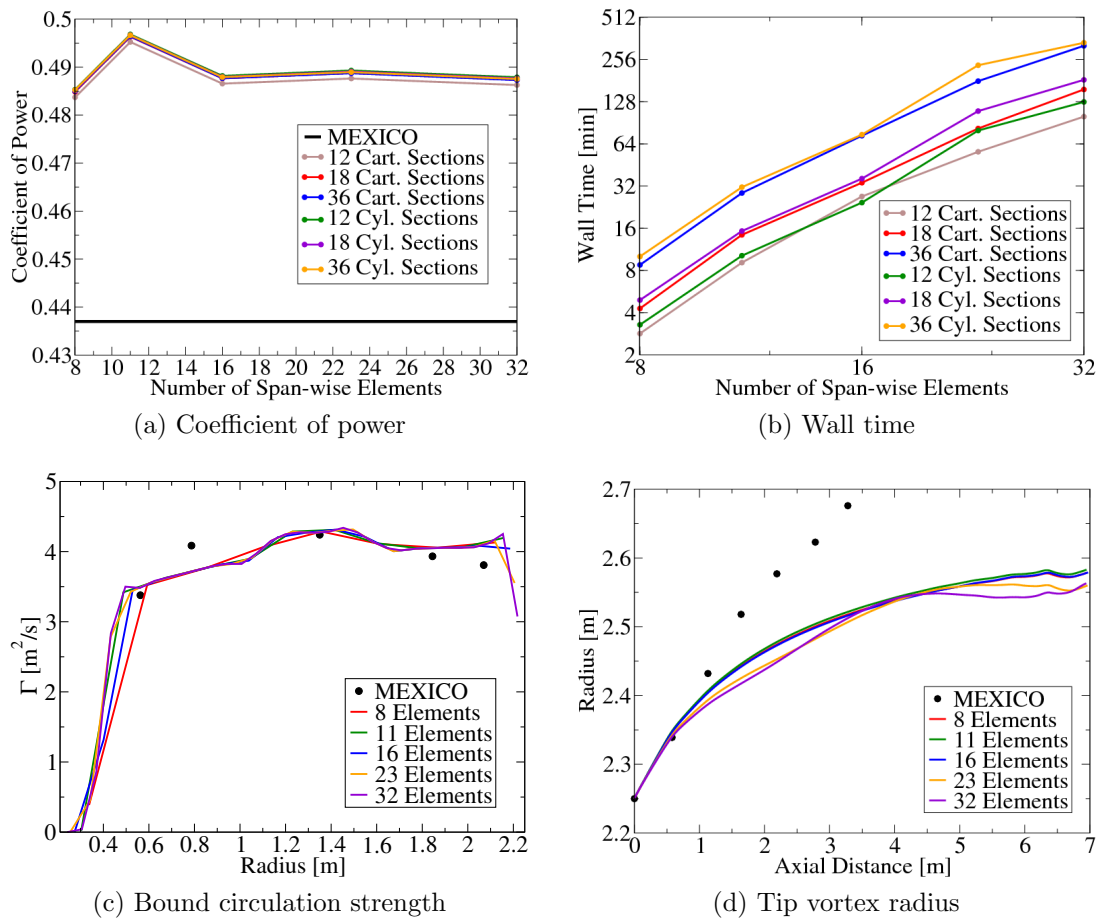 0.5
0.49
0.48
0.47
0.46
0.45
0.44
0.43
Coefficient of Power
MEXICO
12 Cart. Sections
18 Cart. Sections
36 Cart. Sections
12 Cyl. Sections
18 Cyl. Sections
36 Cyl. Sections
8 10 12 14 16 18 20 22 24 26 28 30 32
Number of Span-wise Elements
(a) Coefficient of power
512
256
128
64
32
16
8
4
2
Wall Time [min]
12 Cart. Sections
18 Cart. Sections
36 Cart. Sections
12 Cyl. Sections
18 Cyl. Sections
36 Cyl. Sections
8 16 32
Number of Span-wise Elements
(b) Wall time
5
4
3
2
1
0
Γ [m²/s]
MEXICO
8 Elements
11 Elements
16 Elements
23 Elements
32 Elements
0.4 0.6 0.8 1 1.2 1.4 1.6 1.8 2 2.2
Radius [m]
(c) Bound circulation strength
2.7
2.6
2.5
2.4
2.3
2.2
Radius [m]
MEXICO
8 Elements
11 Elements
16 Elements
23 Elements
32 Elements
0 1 2 3 4 5 6 7
Axial Distance [m]
(d) Tip vortex radius